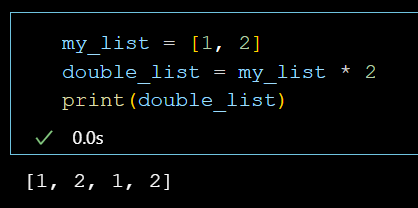 my_list = [1, 2]
double_list = my_list * 2
print(double_list)
0.0s
[1, 2, 1, 2]